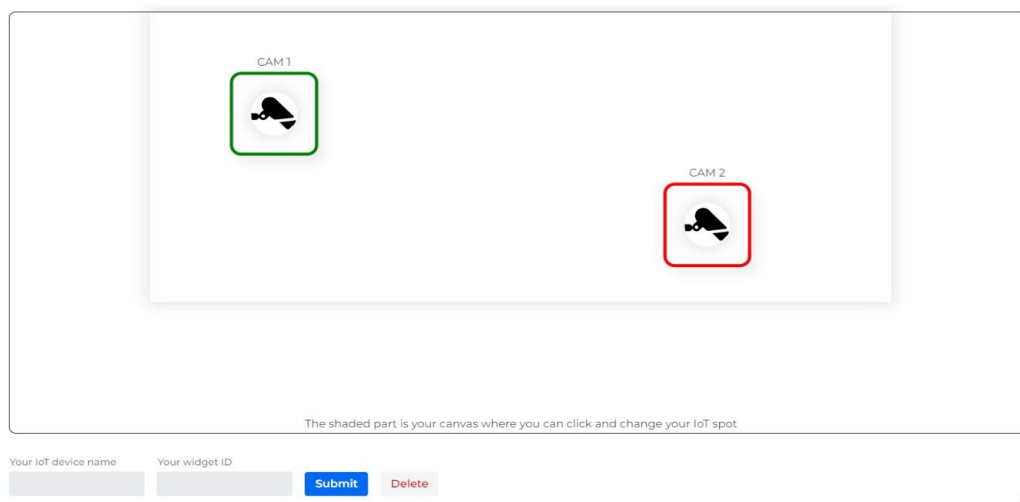 CAM 1
CAM 2
The shaded part is your canvas where you can click and change your IoT spot
Your IoT device name
Your widget ID
Submit
Delete